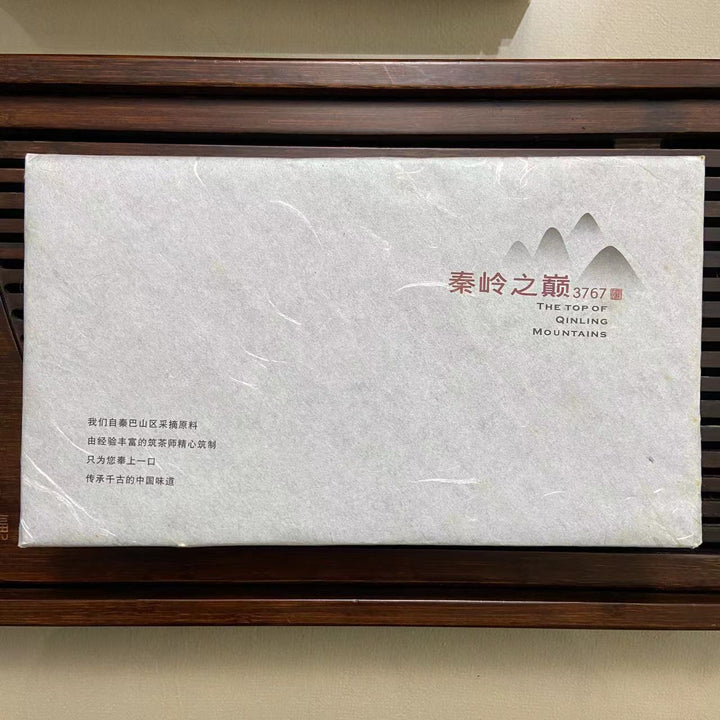 秦岭之巅3767
THE TOP OF
QINLING
MOUNTAINS
我们自秦巴山区采摘原料
由经验丰富的筑茶师精心筑制
只为您奉上一口
传承千古的中国味道